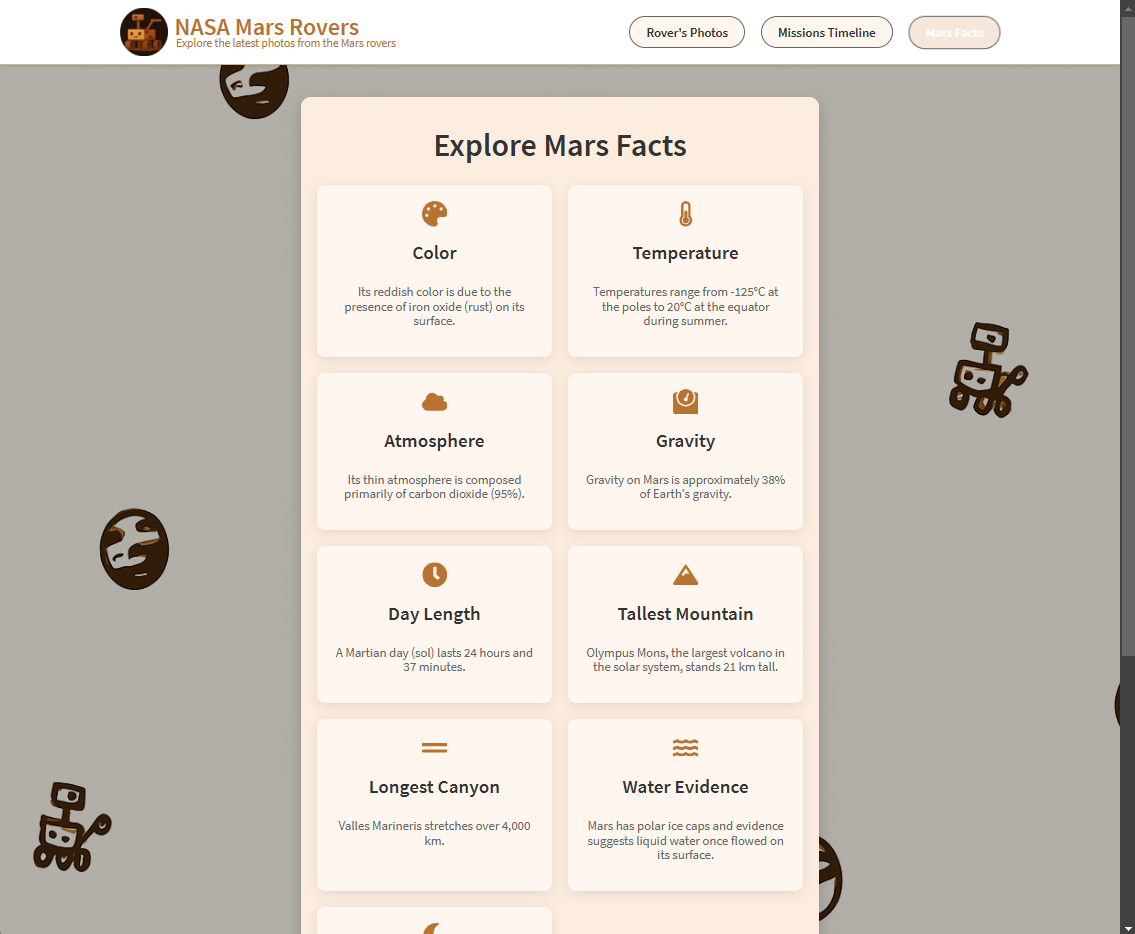 NASA Mars Rovers
Explore the latest photos from the Mars rovers
Rover's Photos
Missions Timeline
Mars Facts
Explore Mars Facts
Color
Its reddish color is due to the
presence of iron oxide (rust) on its
surface.
Temperature
Temperatures range from -125°C at
the poles to 20°C at the equator
during summer.
Atmosphere
Its thin atmosphere is composed
primarily of carbon dioxide (95%).
Gravity
Gravity on Mars is approximately 38%
of Earth's gravity.
Day Length
A Martian day (sol) lasts 24 hours and
37 minutes.
Tallest Mountain
Olympus Mons, the largest volcano in
the solar system, stands 21 km tall.
Longest Canyon
Valles Marineris stretches over 4,000
km.
Water Evidence
Mars has polar ice caps and evidence
suggests liquid water once flowed on
its surface.